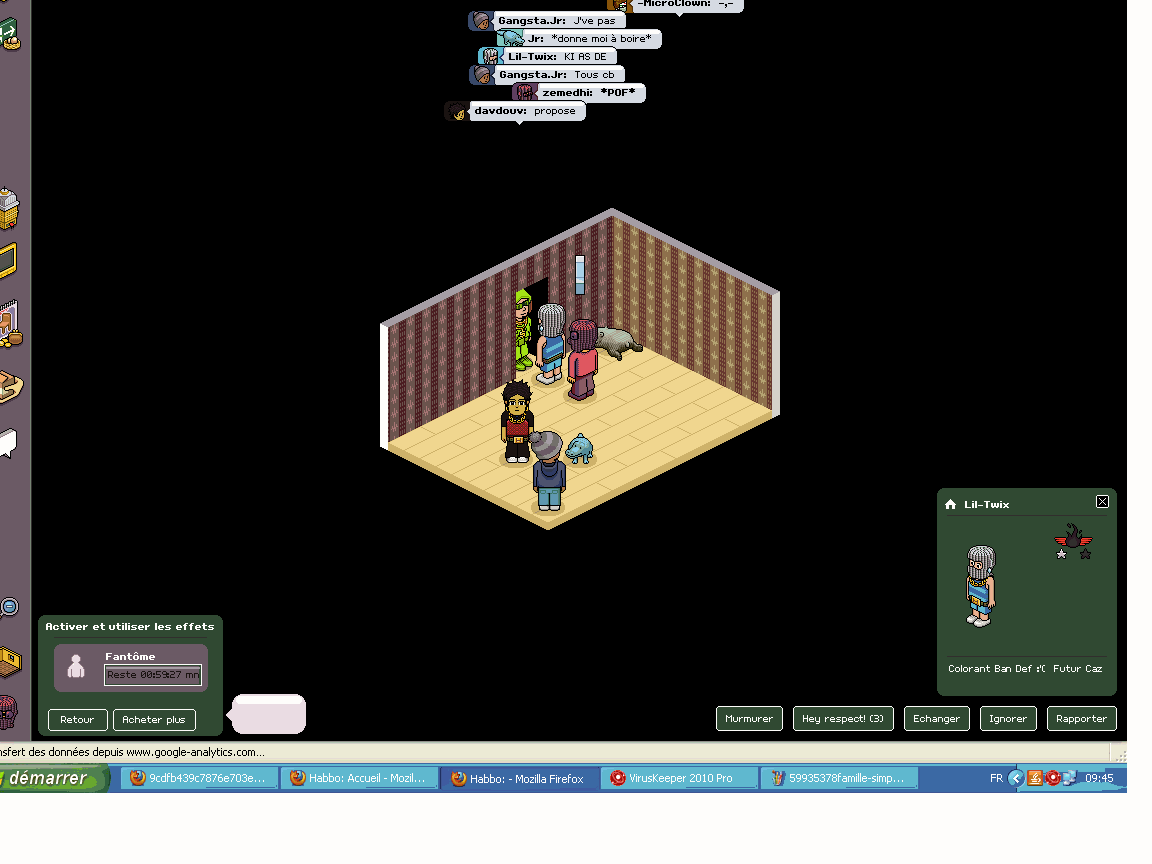 -MicroClown: -,-
Gangsta.Jr: J've pas
Jr: *donne moi à boire*
Lil-Twix: KI AS DE
Gangsta.Jr: Tous cb
zemedhi: *POF*
davdouv: propose
Lil-Twix
Colorant Ban Def :'( Futur Caz
Activer et utiliser les effets
Fantôme
Reste 00:59:27 mn
Retour
Acheter plus
Murmurer
Hey respect! (3)
Echanger
Ignorer
Rapporter
nsfert des données depuis www.google-analytics.com...
démarrer
9cdfb439c7876e703e...
Habbo: Accueil - Mozil...
Habbo: - Mozilla Firefox
VirusKeeper 2010 Pro
59935378famille-simp...
FR
09:45